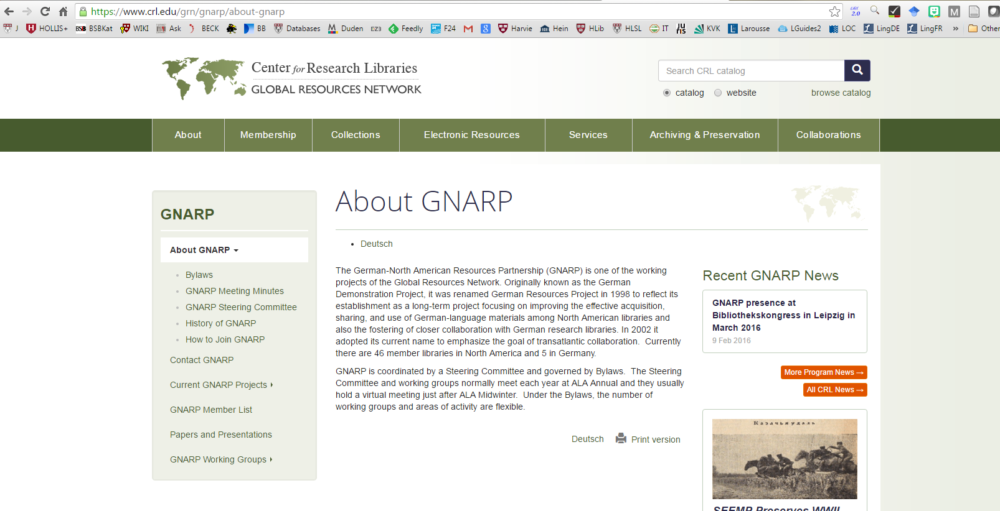 https://www.crl.edu/grn/gnarp/about-gnarp
J HOLLIS+ BSBKat WIKI Ask BECK BB Databases Duden EZ3 Feedly F24 Harvie Hein HLib HLSL IT KVK Larousse LGuides2 LOC LingDE LingFR » Other
Center for Research Libraries
GLOBAL RESOURCES NETWORK
Search CRL catalog
catalog website browse catalog
About Membership Collections Electronic Resources Services Archiving & Preservation Collaborations
GNARP
About GNARP
Bylaws
GNARP Meeting Minutes
GNARP Steering Committee
History of GNARP
How to Join GNARP
Contact GNARP
Current GNARP Projects
GNARP Member List
Papers and Presentations
GNARP Working Groups
About GNARP
Deutsch
The German-North American Resources Partnership (GNARP) is one of the working
projects of the Global Resources Network. Originally known as the German
Demonstration Project, it was renamed German Resources Project in 1998 to reflect its
establishment as a long-term project focusing on improving the effective acquisition,
sharing, and use of German-language materials among North American libraries and
also the fostering of closer collaboration with German research libraries. In 2002 it
adopted its current name to emphasize the goal of transatlantic collaboration.  Currently
there are 46 member libraries in North America and 5 in Germany.
GNARP is coordinated by a Steering Committee and governed by Bylaws.  The Steering
Committee and working groups normally meet each year at ALA Annual and they usually
hold a virtual meeting just after ALA Midwinter.  Under the Bylaws, the number of
working groups and areas of activity are flexible.
Deutsch Print version
Recent GNARP News
GNARP presence at
Bibliothekskongress in Leipzig in
March 2016
9 Feb 2016
More Program News →
All CRL News →
Казачья удаль
SEEMP Preserves WWII